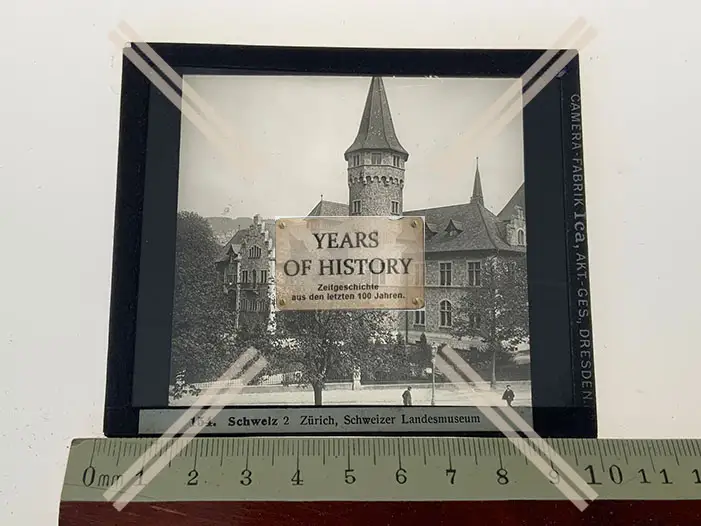 YEARS
OF HISTORY
Zeitgeschichte
aus den letzten 100 Jahren.
CAMERA-FABRIK Ica, AKT.-GES., DRESDEN.
154. Schweiz 2 Zürich, Schweizer Landesmuseum
0mm 1 2 3 4 5 6 7 8 9 10 11